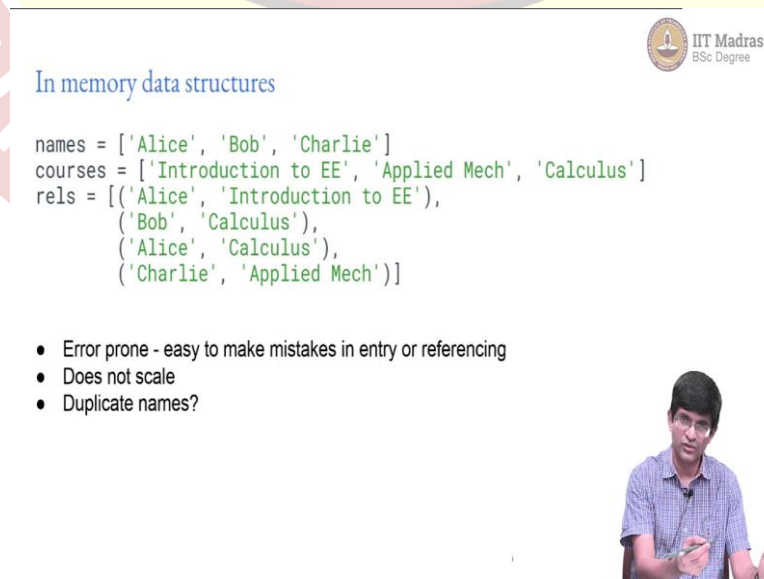 IIT Madras
BSc Degree
In memory data structures
names = ['Alice', 'Bob', 'Charlie']
courses = ['Introduction to EE', 'Applied Mech', 'Calculus']
rels = [('Alice', 'Introduction to EE'),
('Bob', 'Calculus'),
('Alice', 'Calculus'),
('Charlie', 'Applied Mech')]
● Error prone - easy to make mistakes in entry or referencing
● Does not scale
● Duplicate names?